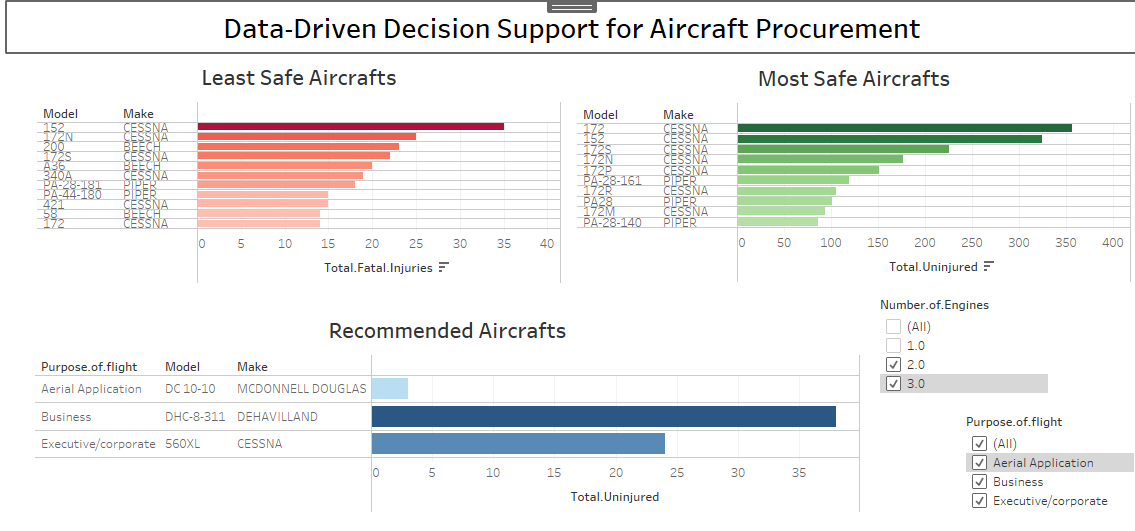 Data-Driven Decision Support for Aircraft Procurement
Least Safe Aircrafts
Model Make
152 CESSNA
172N CESSNA
200 BEECH
172S CESSNA
A36 BEECH
340A CESSNA
PA-28-181 PIPER
PA-44-180 PIPER
421 CESSNA
58 BEECH
172 CESSNA
0 5 10 15 20 25 30 35 40
Total.Fatal.Injuries
Most Safe Aircrafts
Model Make
172 CESSNA
152 CESSNA
172S CESSNA
172N CESSNA
172P CESSNA
PA-28-161 PIPER
172R CESSNA
PA28 PIPER
172M CESSNA
PA-28-140 PIPER
0 50 100 150 200 250 300 350 400
Total.Uninjured
Recommended Aircrafts
Purpose.of.flight Model Make
Aerial Application DC 10-10 MCDONNELL DOUGLAS
Business DHC-8-311 DEHAVILLAND
Executive/corporate 560XL CESSNA
0 5 10 15 20 25 30 35
Total.Uninjured
Number.of.Engines
(All)
1.0
2.0
3.0
Purpose.of.flight
(All)
Aerial Application
Business
Executive/corporate